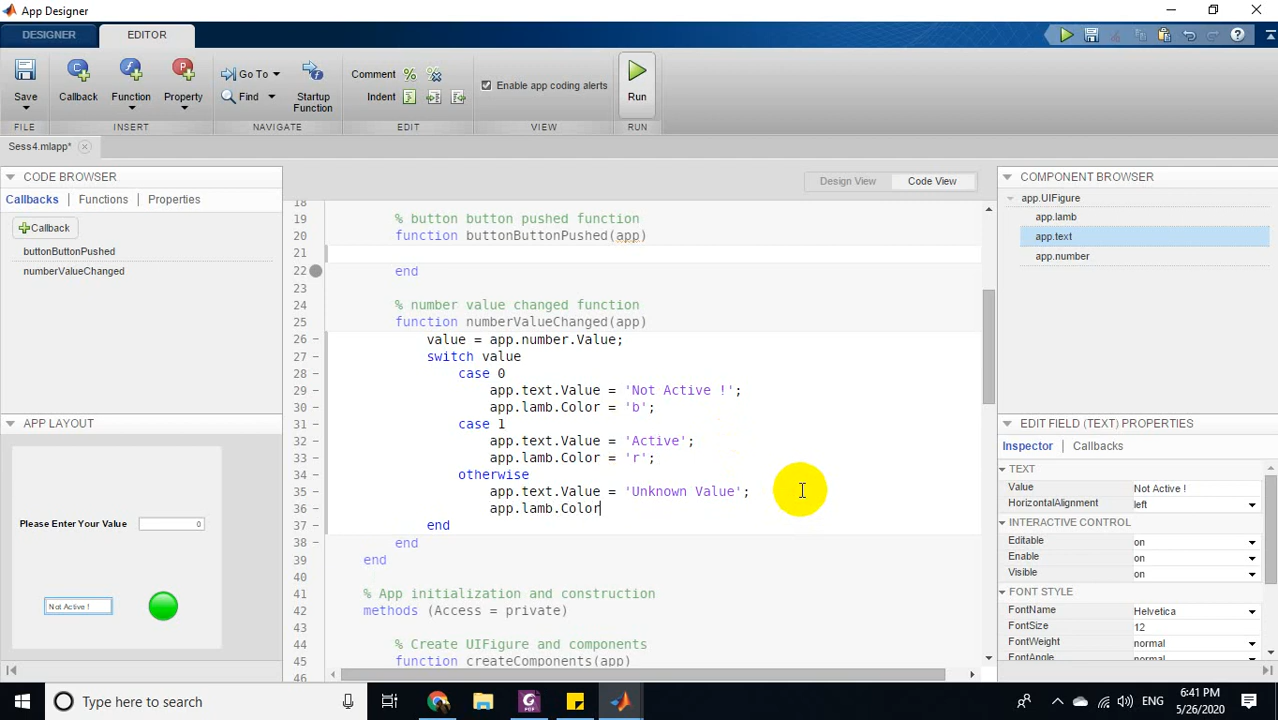 App Designer
DESIGNER
EDITOR
Save
Callback
Function
Property
Go To
Find
Startup
Function
Comment
Indent
Enable app coding alerts
Run
FILE
INSERT
NAVIGATE
EDIT
VIEW
RUN
Sess4.mlapp*
CODE BROWSER
Callbacks Functions Properties
Callback
buttonButtonPushed
numberValueChanged
APP LAYOUT
Please Enter Your Value 0
Not Active !
Design View Code View
18
19 % button button pushed function
20 function buttonButtonPushed(app)
21
22 end
23
24 % number value changed function
25 function numberValueChanged(app)
26 value = app.number.Value;
27 switch value
28 case 0
29 app.text.Value = 'Not Active !';
30 app.lamb.Color = 'b';
31 case 1
32 app.text.Value = 'Active';
33 app.lamb.Color = 'r';
34 otherwise
35 app.text.Value = 'Unknown Value';
36 app.lamb.Color
37 end
38 end
39 end
40
41 % App initialization and construction
42 methods (Access = private)
43
44 % Create UIFigure and components
45 function createComponents(app)
46
COMPONENT BROWSER
app.UIFigure
app.lamb
app.text
app.number
EDIT FIELD (TEXT) PROPERTIES
Inspector Callbacks
TEXT
Value Not Active !
HorizontalAlignment left
INTERACTIVE CONTROL
Editable on
Enable on
Visible on
FONT STYLE
FontName Helvetica
FontSize 12
FontWeight normal
FontAngle normal
Type here to search
ENG
6:41 PM
5/26/2020